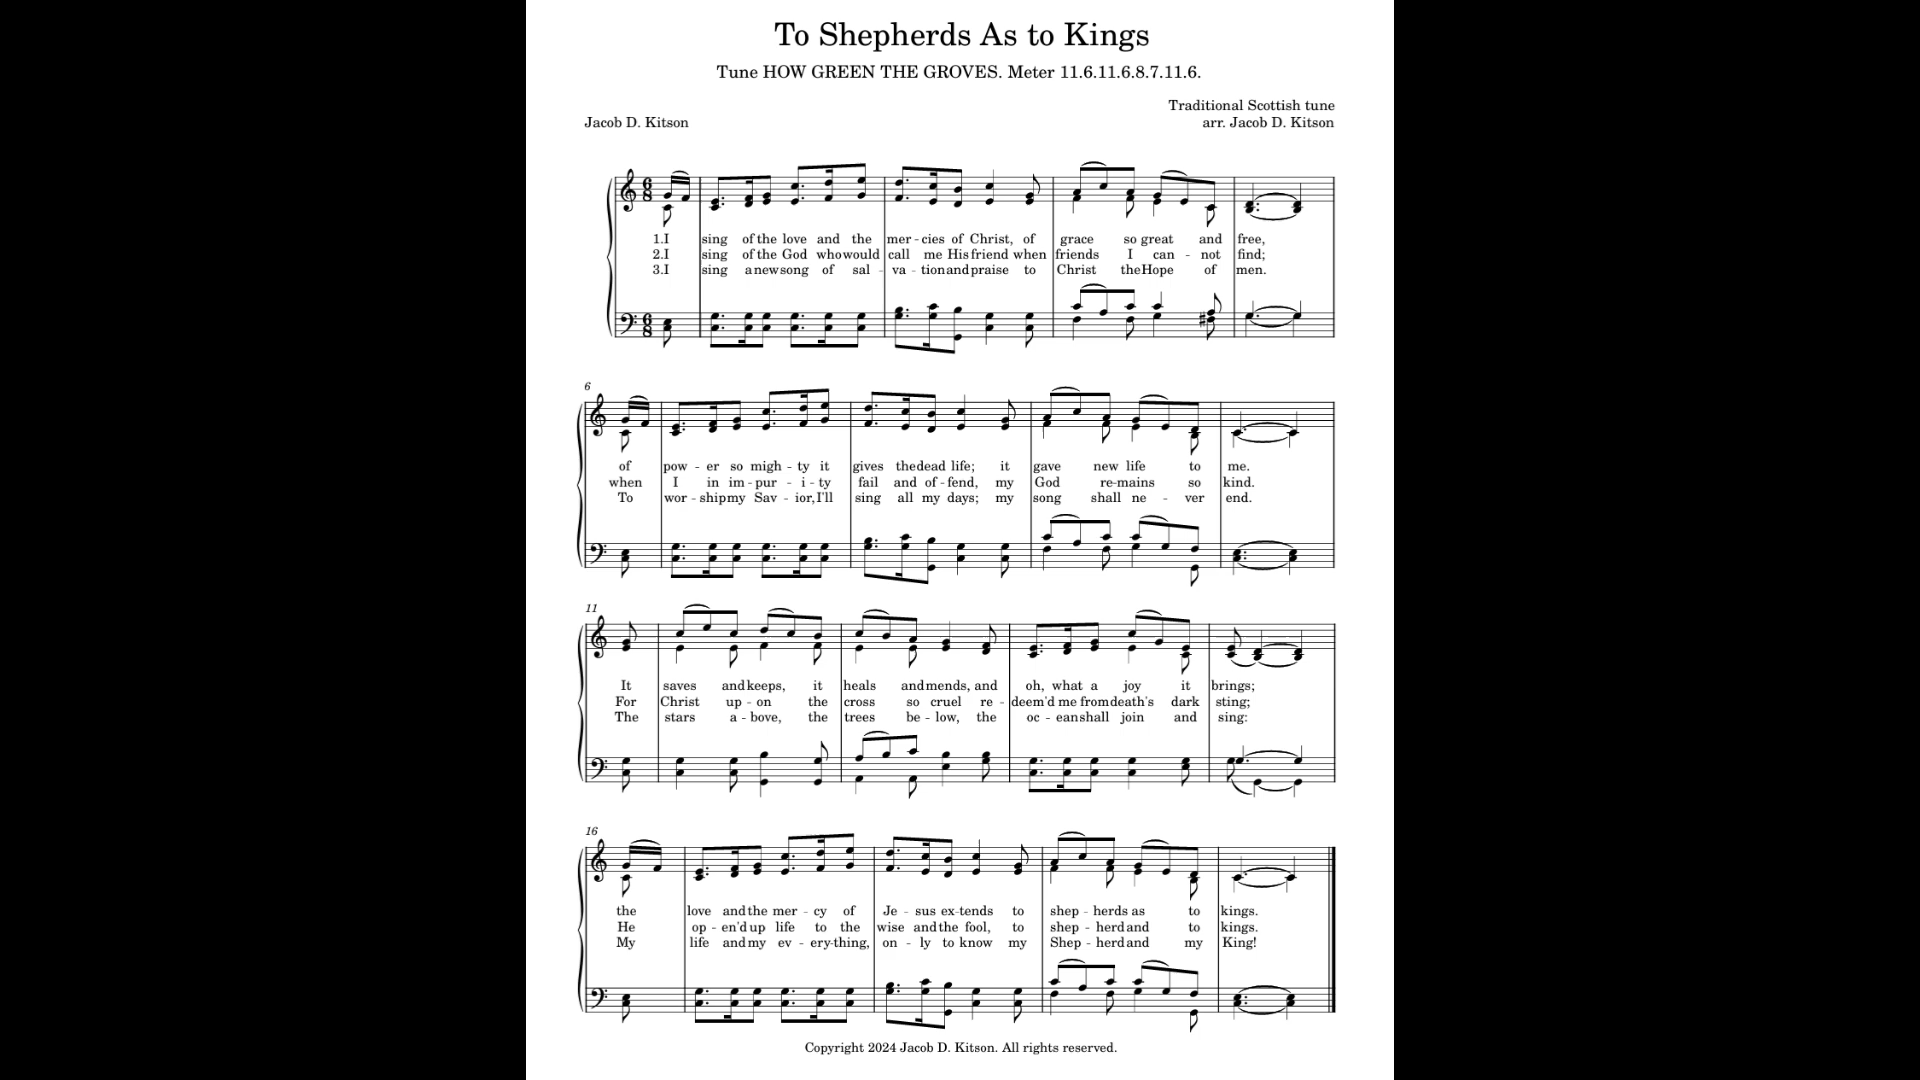 To Shepherds As to Kings
Tune HOW GREEN THE GROVES. Meter 11.6.11.6.8.7.11.6.
Traditional Scottish tune
Jacob D. Kitson
arr. Jacob D. Kitson
6
8
1.I sing of the love and the mer - cies of Christ, of grace so great and free,
2.I sing of the God who would call me His friend when friends I can - not find;
3.I sing a new song of sal - va - tion and praise to Christ the Hope of men.
6
8
6
of pow - er so migh - ty it gives the dead life; it gave new life to me.
when I in im - pur - i - ty fail and of - fend, my God re - mains so kind.
To wor - ship my Sav - ior, I'll sing all my days; my song shall ne - ver end.
11
It saves and keeps, it heals and mends, and oh, what a joy it brings;
For Christ up - on the cross so cruel re - deem'd me from death's dark sting;
The stars a - bove, the trees be - low, the oc - ean shall join and sing:
16
the love and the mer - cy of Je - sus ex - tends to shep - herds as to kings.
He op - en'd up life to the wise and the fool, to shep - herd and to kings.
My life and my ev - ery - thing, on - ly to know my Shep - herd and my King!
Copyright 2024 Jacob D. Kitson. All rights reserved.